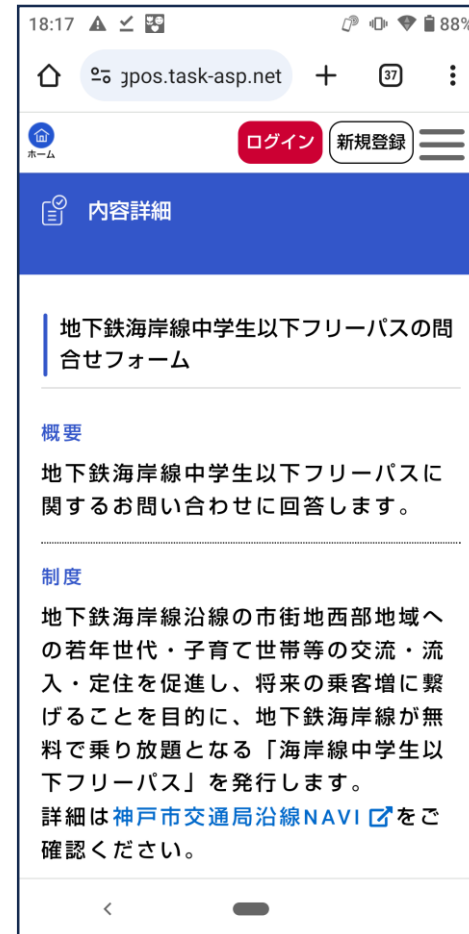 18:17
88%
gpos.task-asp.net
37
ホーム
ログイン
新規登録
内容詳細
地下鉄海岸線中学生以下フリーパスの問
合せフォーム
概要
地下鉄海岸線中学生以下フリーパスに
関するお問い合わせに回答します。
制度
地下鉄海岸線沿線の市街地西部地域へ
の若年世代・子育て世帯等の交流・流
入・定住を促進し、将来の乗客増に繋
げることを目的に、地下鉄海岸線が無
料で乗り放題となる「海岸線中学生以
下フリーパス」を発行します。
詳細は神戸市交通局沿線NAVIをご
確認ください。